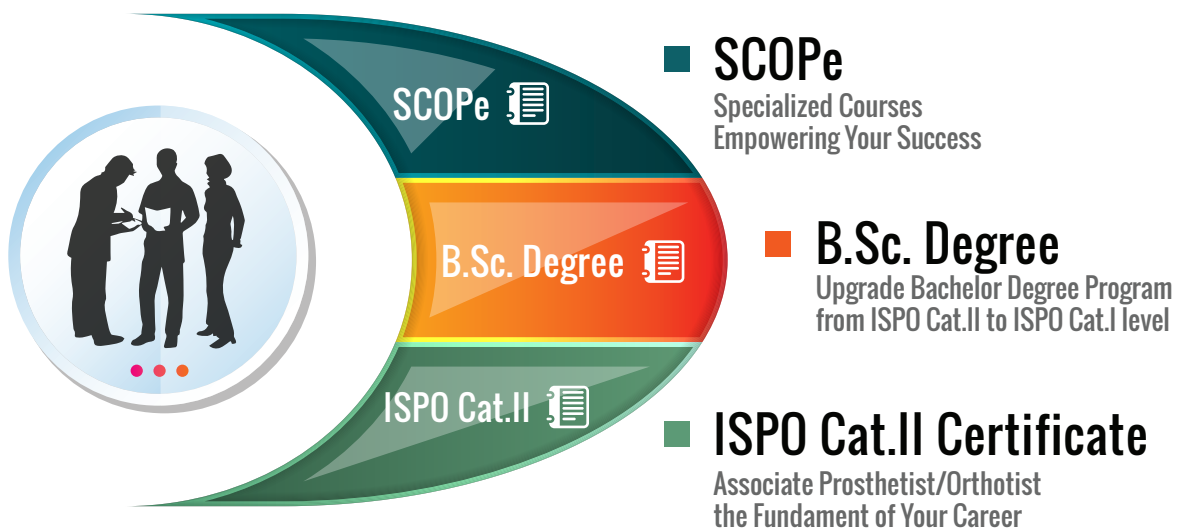 SCOPe
B.Sc. Degree
ISPO Cat.II
SCOPe
Specialized Courses
Empowering Your Success
B.Sc. Degree
Upgrade Bachelor Degree Program
from ISPO Cat.II to ISPO Cat.I level
ISPO Cat.II Certificate
Associate Prosthetist/Orthotist
the Fundament of Your Career